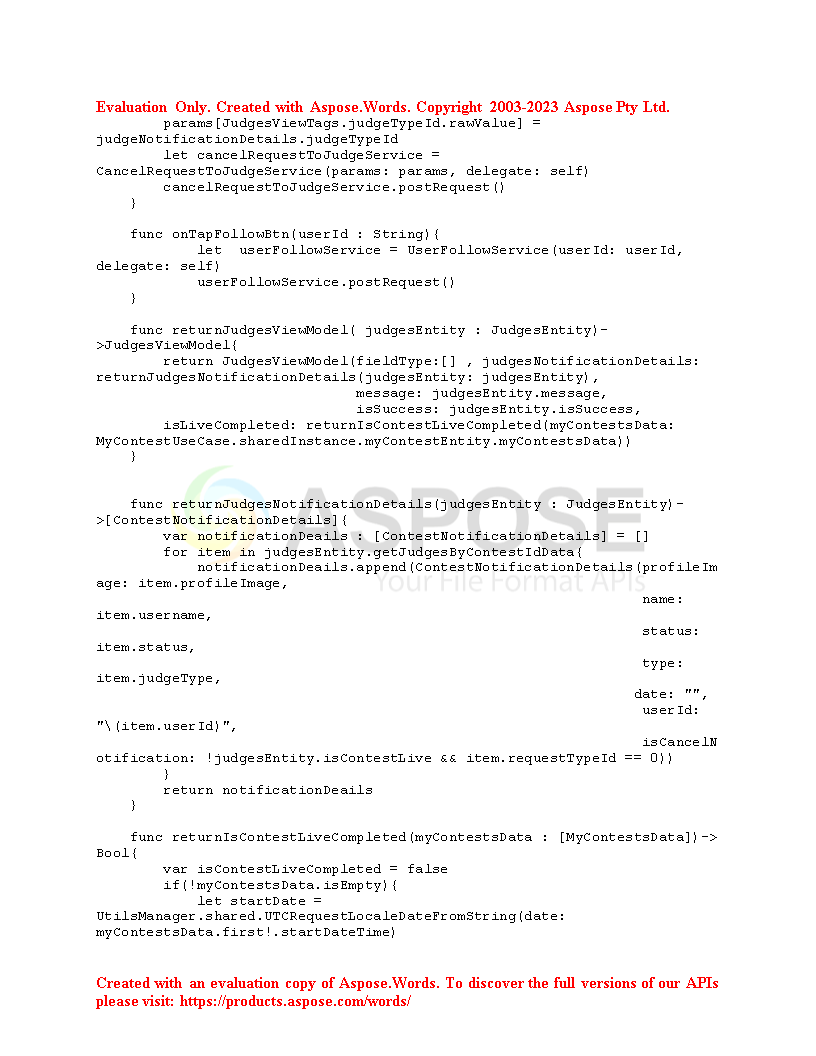 Evaluation Only. Created with Aspose.Words. Copyright 2003-2023 Aspose Pty Ltd.
        params[JudgesViewTags.judgeTypeId.rawValue] =
judgeNotificationDetails.judgeTypeId
        let cancelRequestToJudgeService =
CancelRequestToJudgeService(params: params, delegate: self)
        cancelRequestToJudgeService.postRequest()
    }
    func onTapFollowBtn(userId : String){
            let  userFollowService = UserFollowService(userId: userId,
delegate: self)
            userFollowService.postRequest()
    }
    func returnJudgesViewModel( judgesEntity : JudgesEntity)-
>JudgesViewModel{
        return JudgesViewModel(fieldType:[] , judgesNotificationDetails:
returnJudgesNotificationDetails(judgesEntity: judgesEntity),
                               message: judgesEntity.message,
                               isSuccess: judgesEntity.isSuccess,
        isLiveCompleted: returnIsContestLiveCompleted(myContestsData:
MyContestUseCase.sharedInstance.myContestEntity.myContestsData))
    }
    func returnJudgesNotificationDetails(judgesEntity : JudgesEntity)-
>[ContestNotificationDetails]{
        var notificationDeails : [ContestNotificationDetails] = []
        for item in judgesEntity.getJudgesByContestIdData{
            notificationDeails.append(ContestNotificationDetails(profileIm
age: item.profileImage,
                                                                 name:
item.username,
                                                                 status:
item.status,
                                                                 type:
item.judgeType,
                                                                date: "",
                                                                 userId:
"\(item.userId)",
                                                                 isCancelN
otification: !judgesEntity.isContestLive && item.requestTypeId == 0))
        }
        return notificationDeails
    }
    func returnIsContestLiveCompleted(myContestsData : [MyContestsData])->
Bool{
        var isContestLiveCompleted = false
        if(!myContestsData.isEmpty){
            let startDate =
UtilsManager.shared.UTCRequestLocaleDateFromString(date:
myContestsData.first!.startDateTime)
ASPOSE
Your File Format APIs
Created with an evaluation copy of Aspose.Words. To discover the full versions of our APIs
please visit: https://products.aspose.com/words/